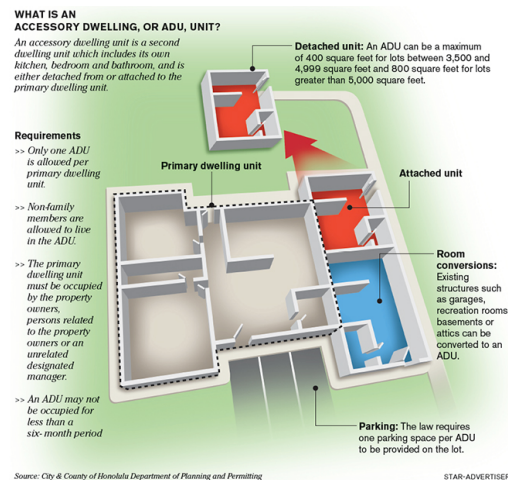 WHAT IS AN
ACCESSORY DWELLING, OR ADU, UNIT?
An accessory dwelling unit is a second
dwelling unit which includes its own
kitchen, bedroom and bathroom, and is
either detached from or attached to the
primary dwelling unit.
Detached unit: An ADU can be a maximum
of 400 square feet for lots between 3,500 and
4,999 square feet and 800 square feet for lots
greater than 5,000 square feet.
Requirements
>> Only one ADU
is allowed per
primary dwelling
unit.
>> Non-family
members are
allowed to live
in the ADU.
>> The primary
dwelling unit
must be occupied
by the property
owners,
persons related
to the property
owners or an
unrelated
designated
manager.
>> An ADU may not
be occupied for
less than a
six- month period
Primary dwelling unit
Attached unit
Room
conversions:
Existing
structures such
as garages,
recreation rooms
basements or
attics can be
converted to an
ADU.
Parking: The law requires
one parking space per ADU
to be provided on the lot.
Source: City & County of Honolulu Department of Planning and Permitting
STAR-ADVERTISER